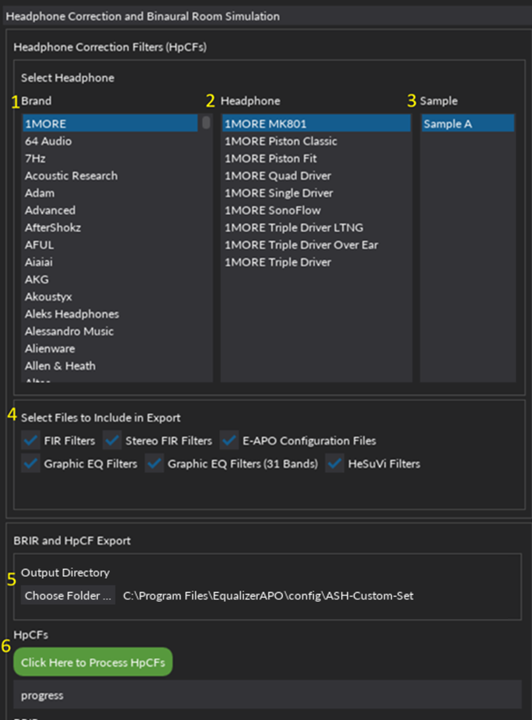 Headphone Correction and Binaural Room Simulation
Headphone Correction Filters (HpCFs)
Select Headphone
1 Brand
1MORE
64 Audio
7Hz
Acoustic Research
Adam
Advanced
AfterShokz
AFUL
Aiaiai
AKG
Akoustyx
Aleks Headphones
Alessandro Music
Alienware
Allen & Heath
2 Headphone
1MORE MK801
1MORE Piston Classic
1MORE Piston Fit
1MORE Quad Driver
1MORE Single Driver
1MORE SonoFlow
1MORE Triple Driver LTNG
1MORE Triple Driver Over Ear
1MORE Triple Driver
3 Sample
Sample A
4 Select Files to Include in Export
FIR Filters Stereo FIR Filters E-APO Configuration Files
Graphic EQ Filters Graphic EQ Filters (31 Bands) HeSuVi Filters
BRIR and HpCF Export
5 Output Directory
Choose Folder ... C:\Program Files\EqualizerAPO\config\ASH-Custom-Set
HpCFs
6 Click Here to Process HpCFs
progress